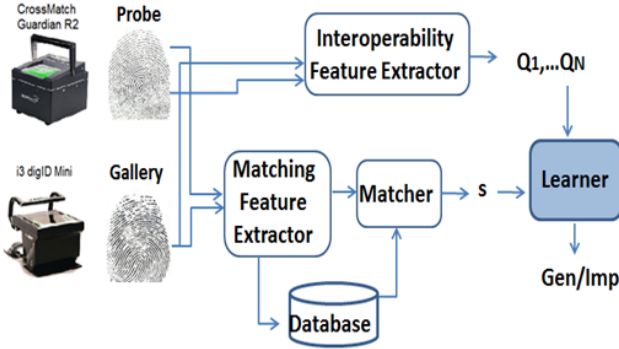 CrossMatch
Guardian R2
Probe
Interoperability
Feature Extractor
Q1,...QN
i3 digID Mini
Gallery
Matching
Feature
Extractor
Matcher
s
Learner
Gen/Imp
Database